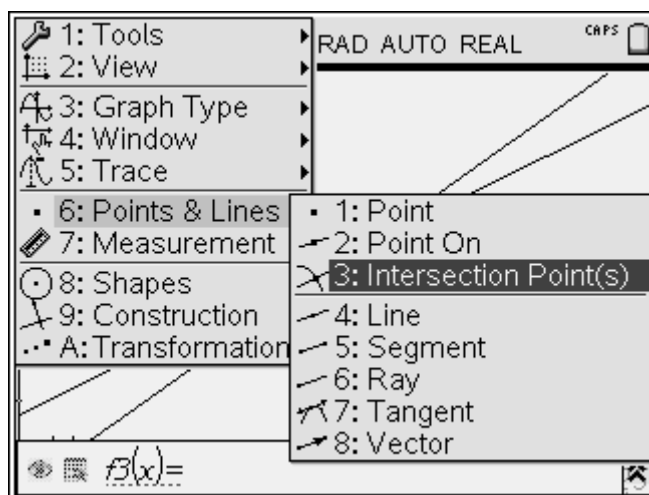 1: Tools
2: View
3: Graph Type
4: Window
5: Trace
6: Points & Lines
7: Measurement
8: Shapes
9: Construction
A: Transformation
RAD AUTO REAL
CAPS
1: Point
2: Point On
3: Intersection Point(s)
4: Line
5: Segment
6: Ray
7: Tangent
8: Vector
f3(x)=